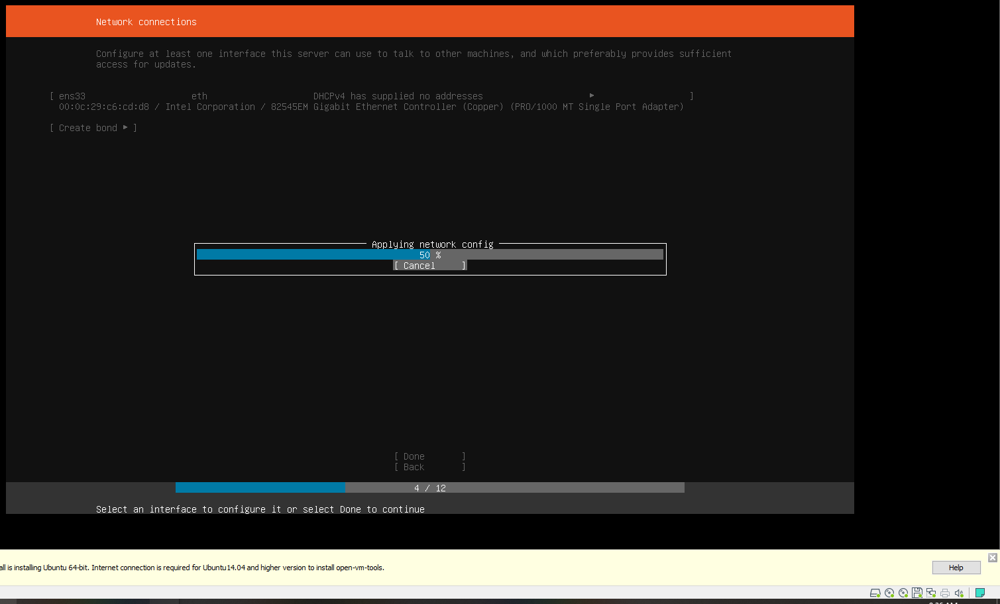 Network connections
Configure at least one interface this server can use to talk to other machines, and which preferably provides sufficient
access for updates.
[ ens33 eth DHCPv4 has supplied no addresses ▸ ]
00:0c:29:c6:cd:d8 / Intel Corporation / 82545EM Gigabit Ethernet Controller (Copper) (PRO/1000 MT Single Port Adapter)
[ Create bond ▸ ]
Applying network config
50 %
[ Cancel ]
[ Done ]
[ Back ]
4 / 12
Select an interface to configure it or select Done to continue
all is installing Ubuntu 64-bit. Internet connection is required for Ubuntu14.04 and higher version to install open-vm-tools.
Help